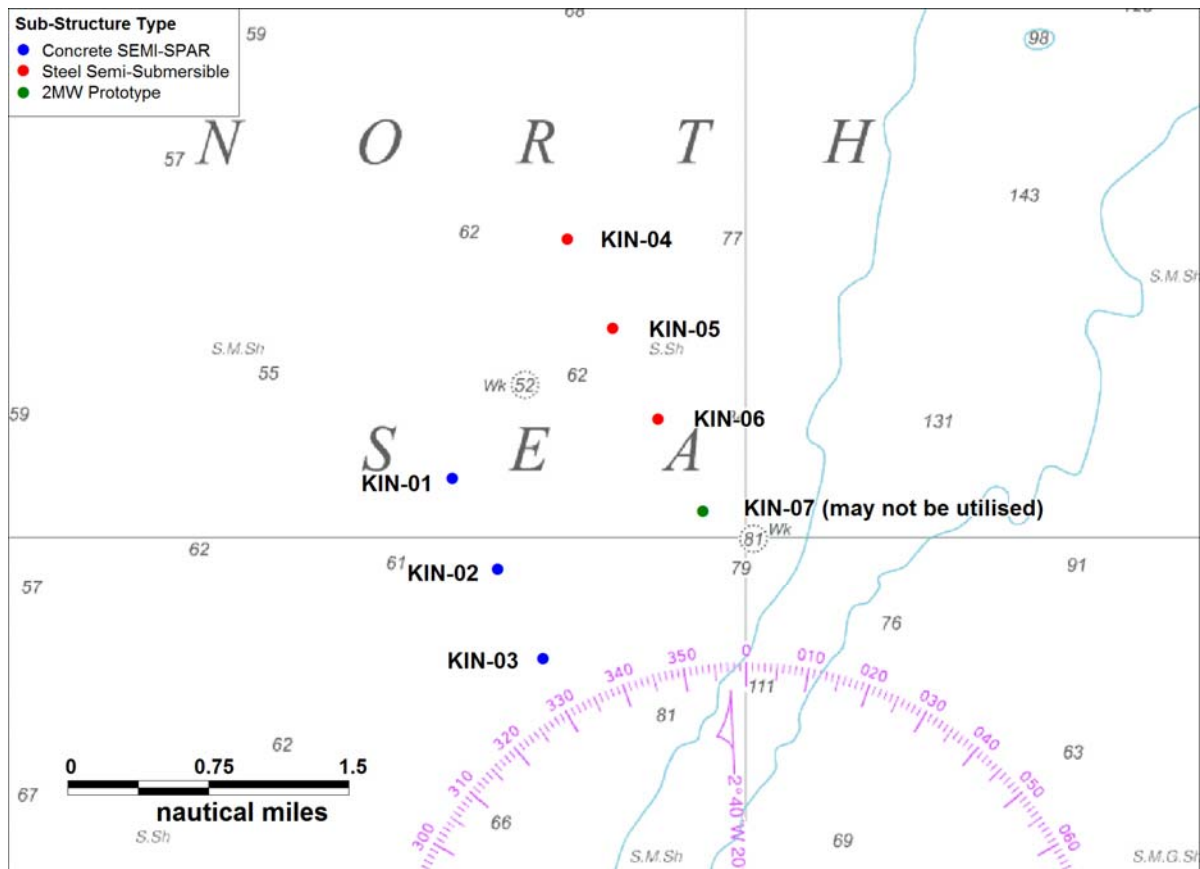 Sub-Structure Type
Concrete SEMI-SPAR
Steel Semi-Submersible
2MW Prototype
59
68
98
57 N O R T H
143
62
KIN-04
77
S.M.Sh
KIN-05
S.Sh
S.M.Sh
55
Wk 52
62
59
KIN-06
131
S E A
KIN-01
KIN-07 (may not be utilised)
81 Wk
62
61
KIN-02
79
91
57
76
KIN-03
350 0 010
340 020
330 030
320 040
310 050
300 060
111
81
62
63
0 0.75 1.5
nautical miles
67
S.Sh
66
2°40 W 20
69
S.M.Sh
S.M.G.Sh